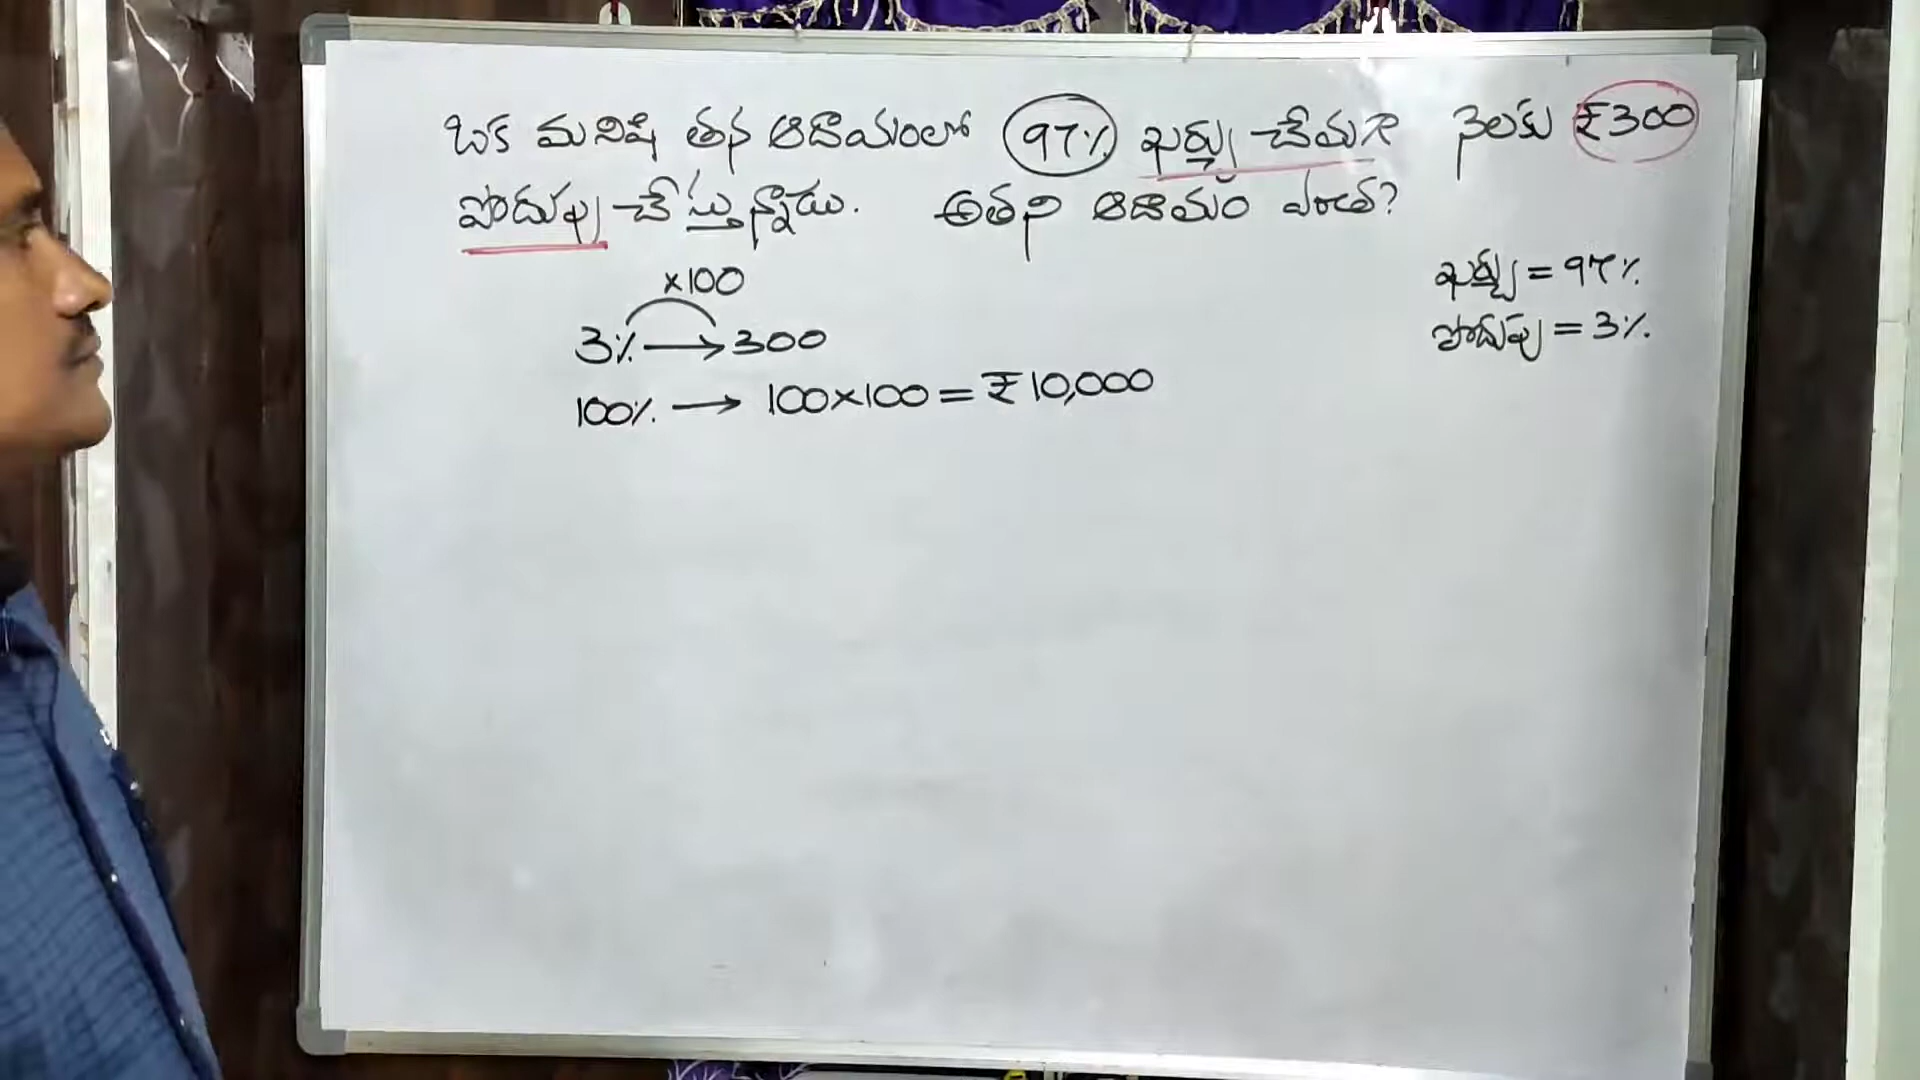 ఒక మనిషి తన ఆదాయంలో 97% ఖర్చు చేయగా నెలకు ₹300
పొదుపు చేస్తున్నాడు. అతని ఆదాయం ఎంత?
ఖర్చు = 97%
పొదుపు = 3%
×100
3% → 300
100% → 100×100 = ₹10,000